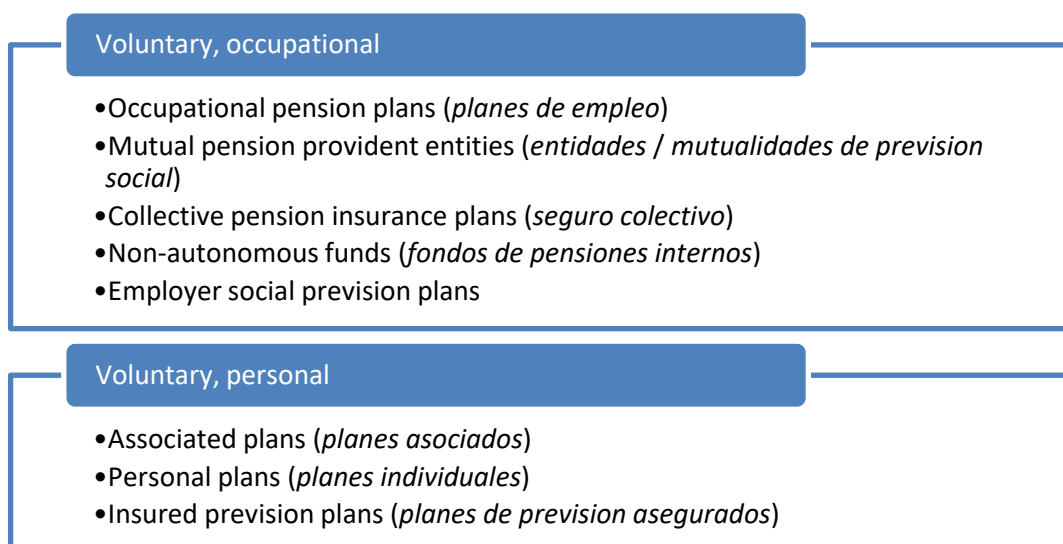 Voluntary, occupational
•Occupational pension plans (planes de empleo)
•Mutual pension provident entities (entidades / mutualidades de prevision
social)
•Collective pension insurance plans (seguro colectivo)
•Non-autonomous funds (fondos de pensiones internos)
•Employer social prevision plans
Voluntary, personal
•Associated plans (planes asociados)
•Personal plans (planes individuales)
•Insured prevision plans (planes de prevision asegurados)